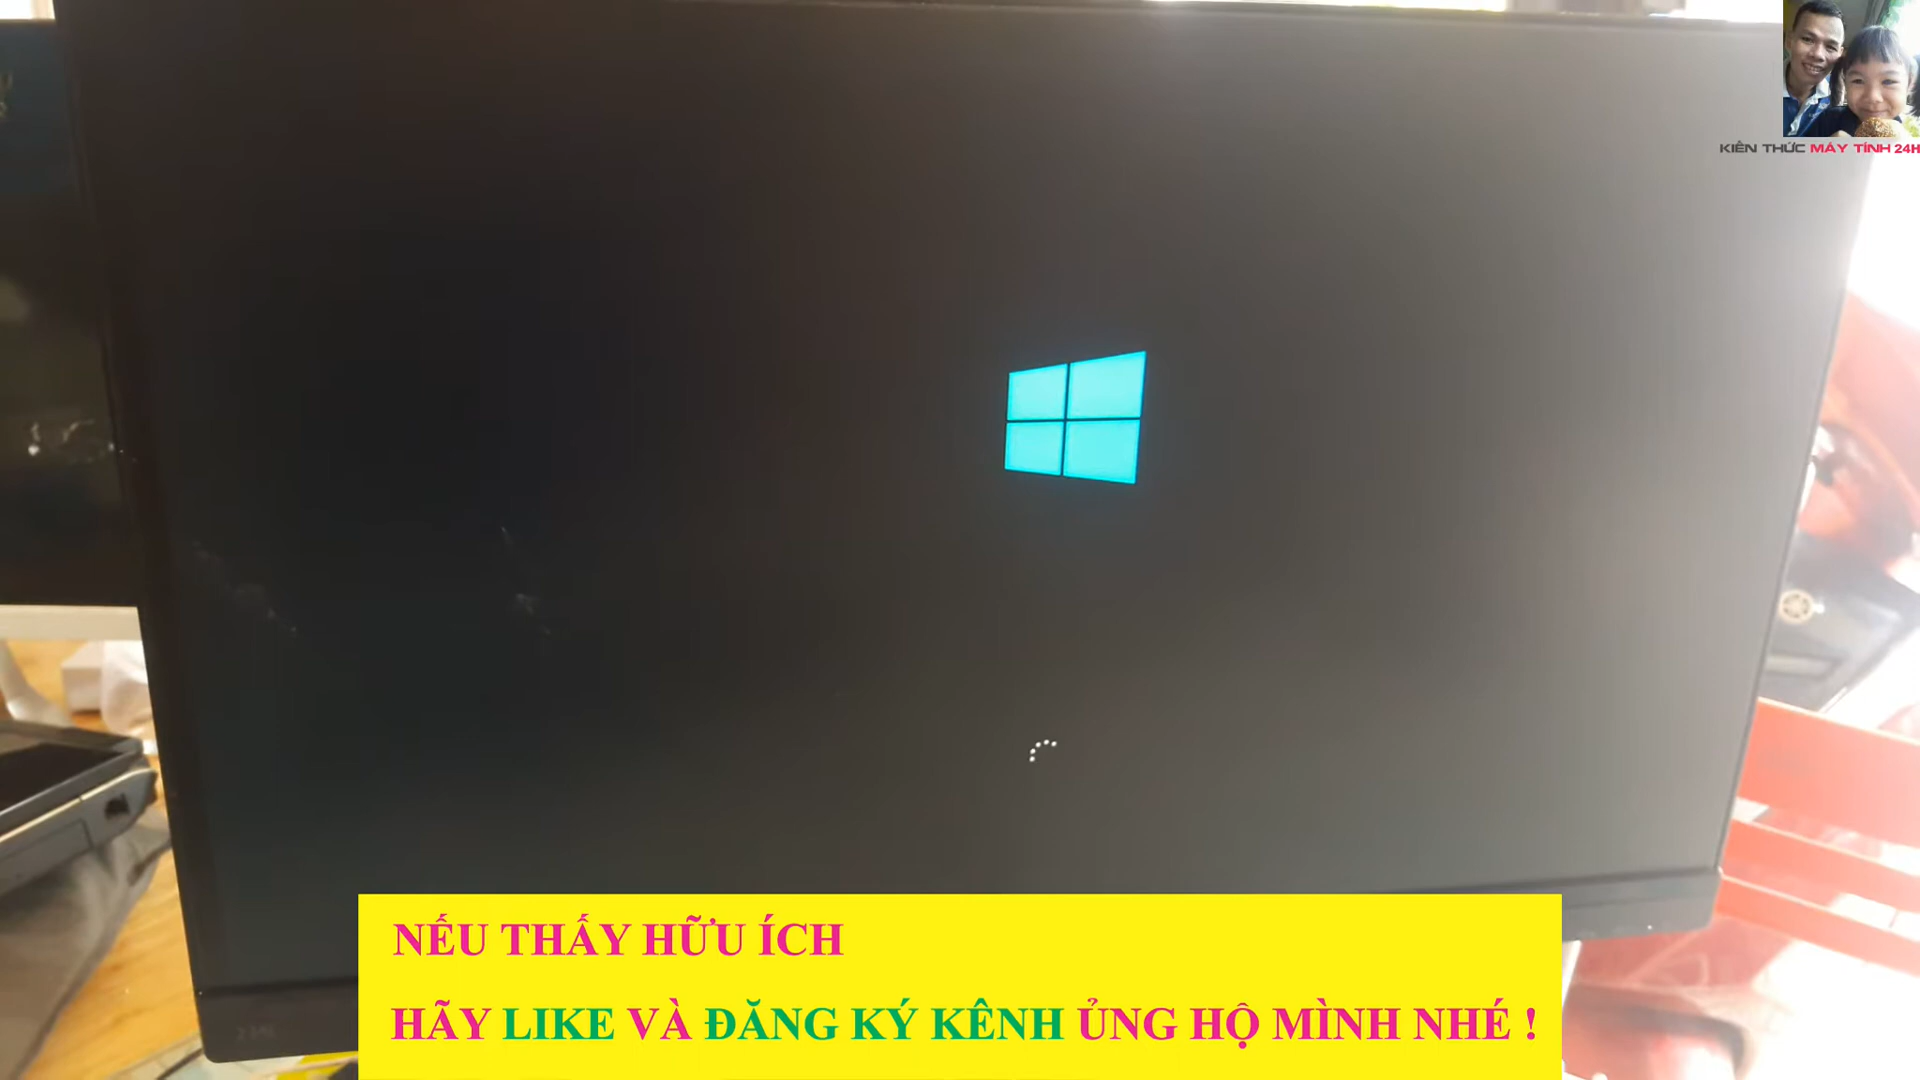 KIẾN THỨC MÁY TÍNH 24H
NẾU THẤY HỮU ÍCH
HÃY LIKE VÀ ĐĂNG KÝ KÊNH ỦNG HỘ MÌNH NHÉ !